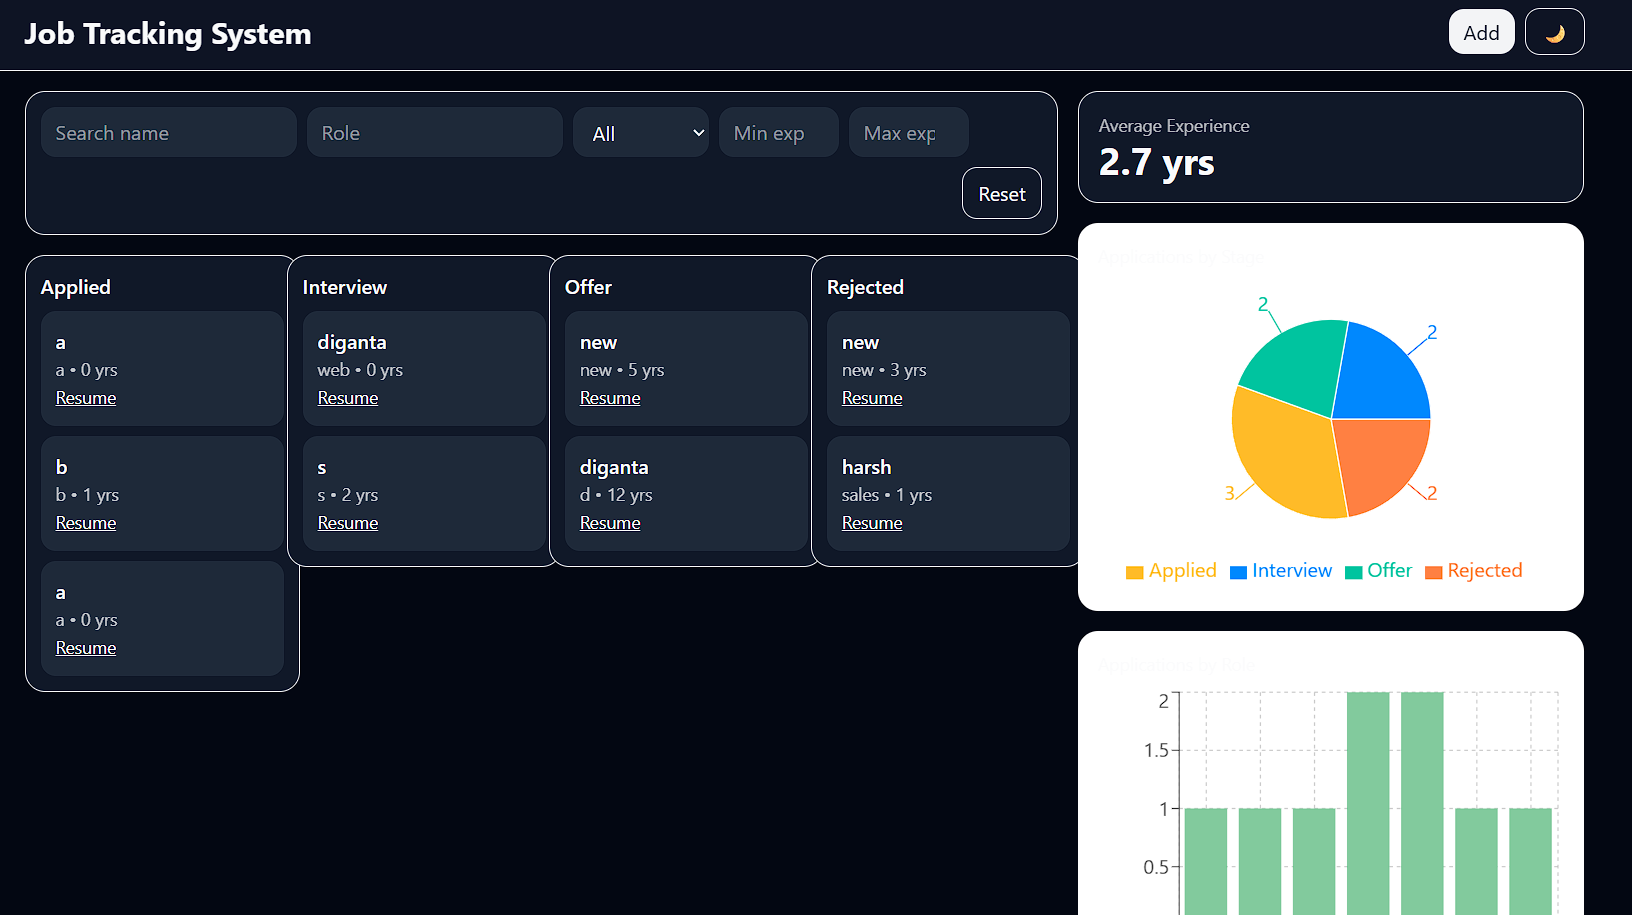 Job Tracking System
Add
Search name
Role
All
Min exp
Max exp
Reset
Applied
a
a • 0 yrs
Resume
b
b • 1 yrs
Resume
a
a • 0 yrs
Resume
Interview
diganta
web • 0 yrs
Resume
s
s • 2 yrs
Resume
Offer
new
new • 5 yrs
Resume
diganta
d • 12 yrs
Resume
Rejected
new
new • 3 yrs
Resume
harsh
sales • 1 yrs
Resume
Average Experience
2.7 yrs
Applications by Stage
2
2
3
2
Applied Interview Offer Rejected
Applications by Role
2
1.5
1
0.5